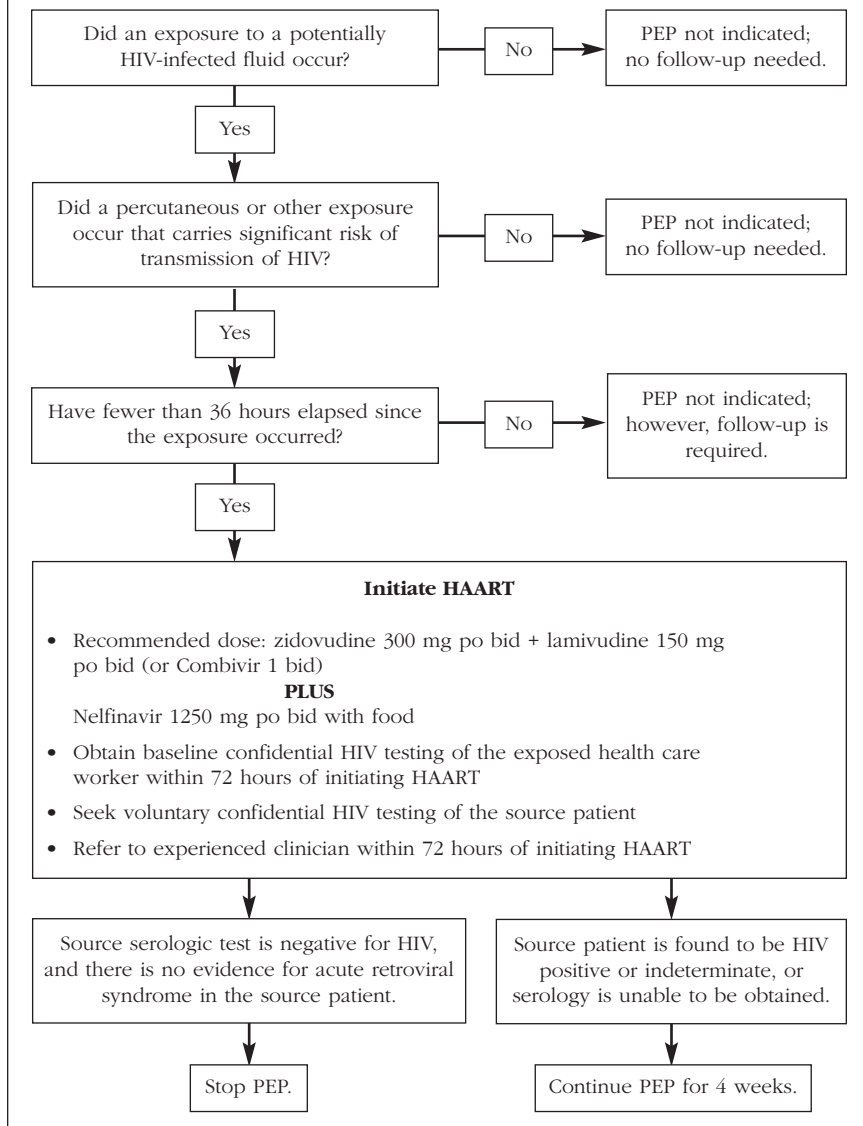 Did an exposure to a potentially
HIV-infected fluid occur?
No
PEP not indicated;
no follow-up needed.
Yes
Did a percutaneous or other exposure
occur that carries significant risk of
transmission of HIV?
No
PEP not indicated;
no follow-up needed.
Yes
Have fewer than 36 hours elapsed since
the exposure occurred?
No
PEP not indicated;
however, follow-up is
required.
Yes
Initiate HAART
• Recommended dose: zidovudine 300 mg po bid + lamivudine 150 mg
po bid (or Combivir 1 bid)
PLUS
Nelfinavir 1250 mg po bid with food
• Obtain baseline confidential HIV testing of the exposed health care
worker within 72 hours of initiating HAART
• Seek voluntary confidential HIV testing of the source patient
• Refer to experienced clinician within 72 hours of initiating HAART
Source serologic test is negative for HIV,
and there is no evidence for acute retroviral
syndrome in the source patient.
Stop PEP.
Source patient is found to be HIV
positive or indeterminate, or
serology is unable to be obtained.
Continue PEP for 4 weeks.